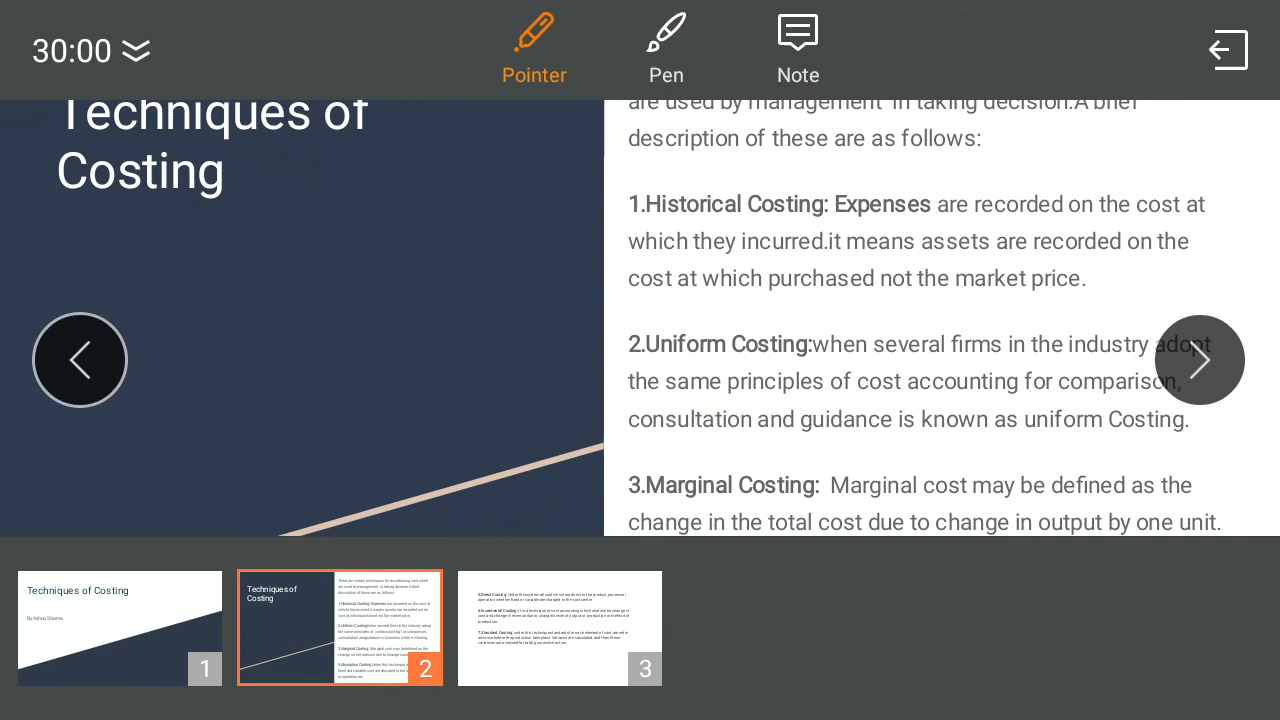 30:00
Pointer
Pen
Note
Techniques of
Costing
are used by management in taking decision.A brief
description of these are as follows:
1.Historical Costing: Expenses are recorded on the cost at
which they incurred.it means assets are recorded on the
cost at which purchased not the market price.
2.Uniform Costing:when several firms in the industry adopt
the same principles of cost accounting for comparison,
consultation and guidance is known as uniform Costing.
3.Marginal Costing: Marginal cost may be defined as the
change in the total cost due to change in output by one unit.
Techniques of Costing
1
Techniques of
Costing
2
3